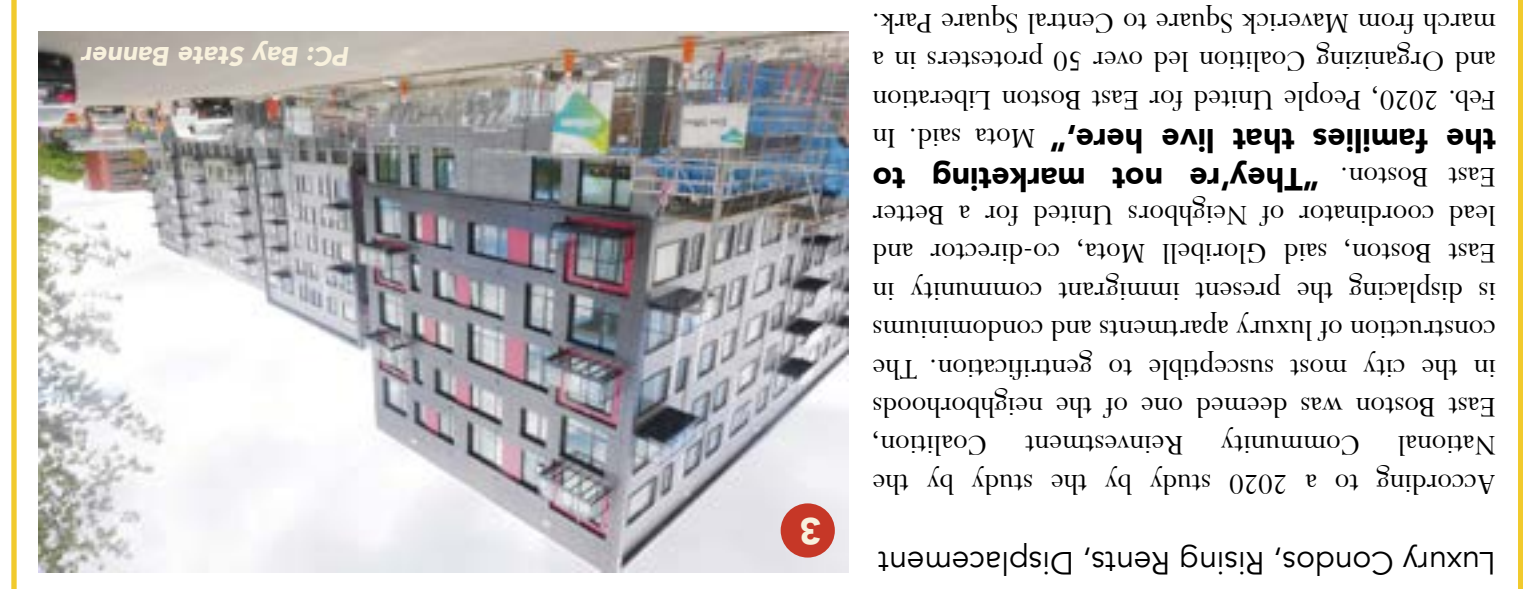 Luxury Condos, Rising Rents, Displacement
According to a 2020 study by the study by the
National Community Reinvestment Coalition,
East Boston was deemed one of the neighborhoods
in the city most susceptible to gentrification. The
construction of luxury apartments and condominiums
is displacing the present immigrant community in
East Boston, said Gloribell Mota, co-director and
lead coordinator of Neighbors United for a Better
East Boston. "They're not marketing to
the families that live here," Mota said. In
Feb. 2020, People United for East Boston Liberation
and Organizing Coalition led over 50 protesters in a
march from Maverick Square to Central Square Park.
3
PC: Bay State Banner